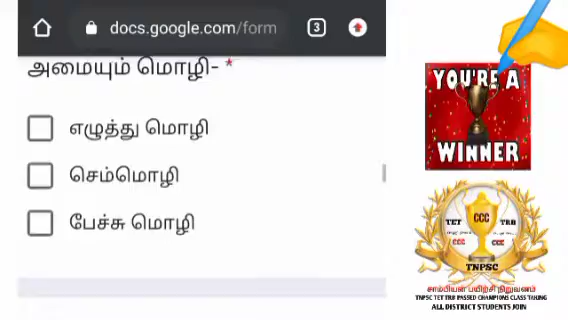 docs.google.com/form
3
அமையும் மொழி- *
எழுத்து மொழி
செம்மொழி
பேச்சு மொழி
YOU'RE A
WINNER
CCC
TET
TRB
CCC
CCC
TNPSC
சாம்பியன் பயிற்சி நிறுவனம்
TNPSC TET TRB PASSED CHAMPIONS CLASS TAKING
ALL DISTRICT STUDENTS JOIN